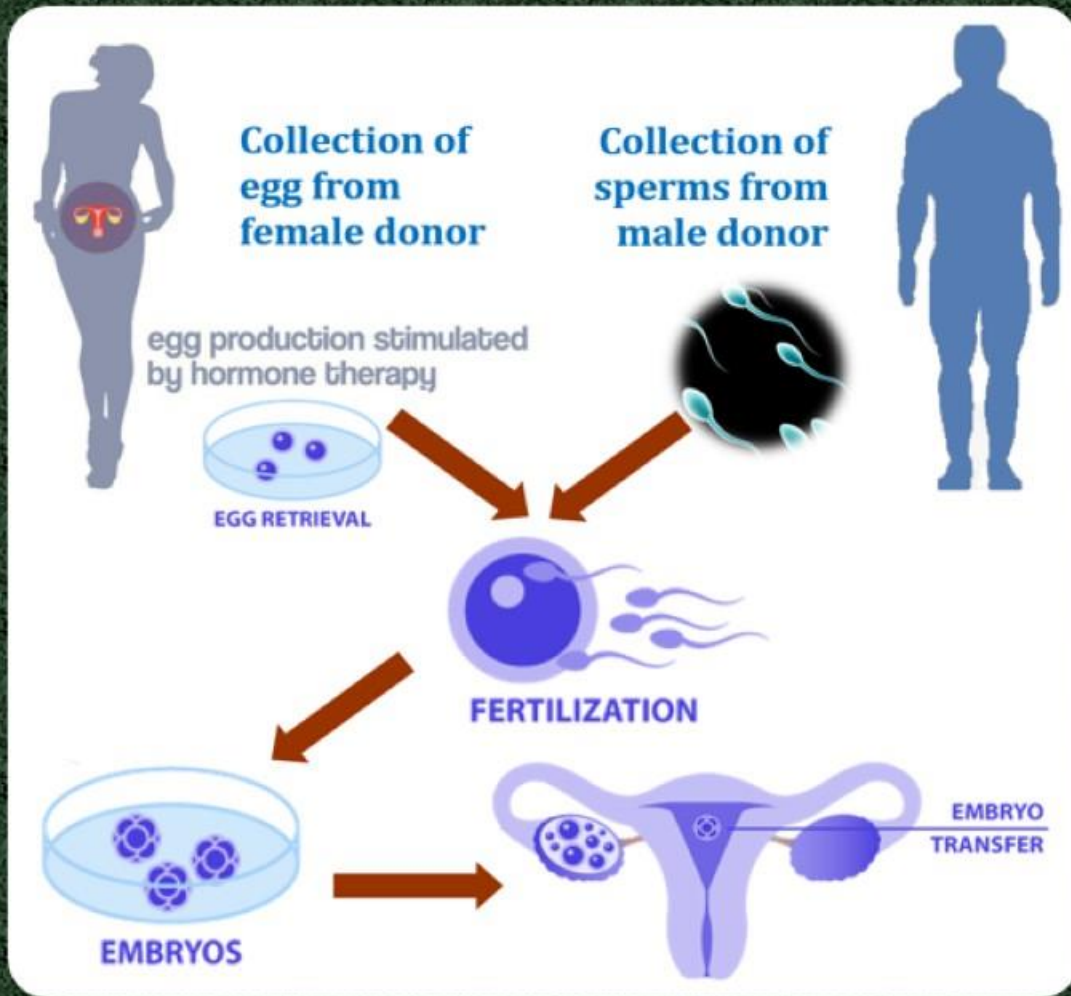 Collection of
egg from
female donor
Collection of
sperms from
male donor
egg production stimulated
by hormone therapy
EGG RETRIEVAL
FERTILIZATION
EMBRYOS
EMBRYO
TRANSFER